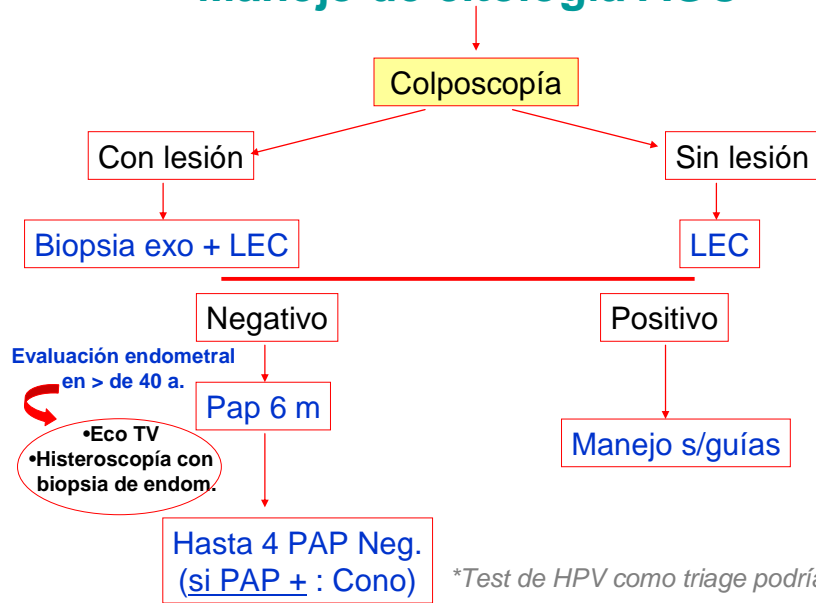 Colposcopía
Con lesión
Sin lesión
Biopsia exo + LEC
LEC
Negativo
Positivo
Evaluación endometral
en > de 40 a.
Pap 6 m
•Eco TV
•Histeroscopía con
biopsia de endom.
Manejo s/guías
Hasta 4 PAP Neg.
(si PAP + : Cono)
*Test de HPV como triage podría